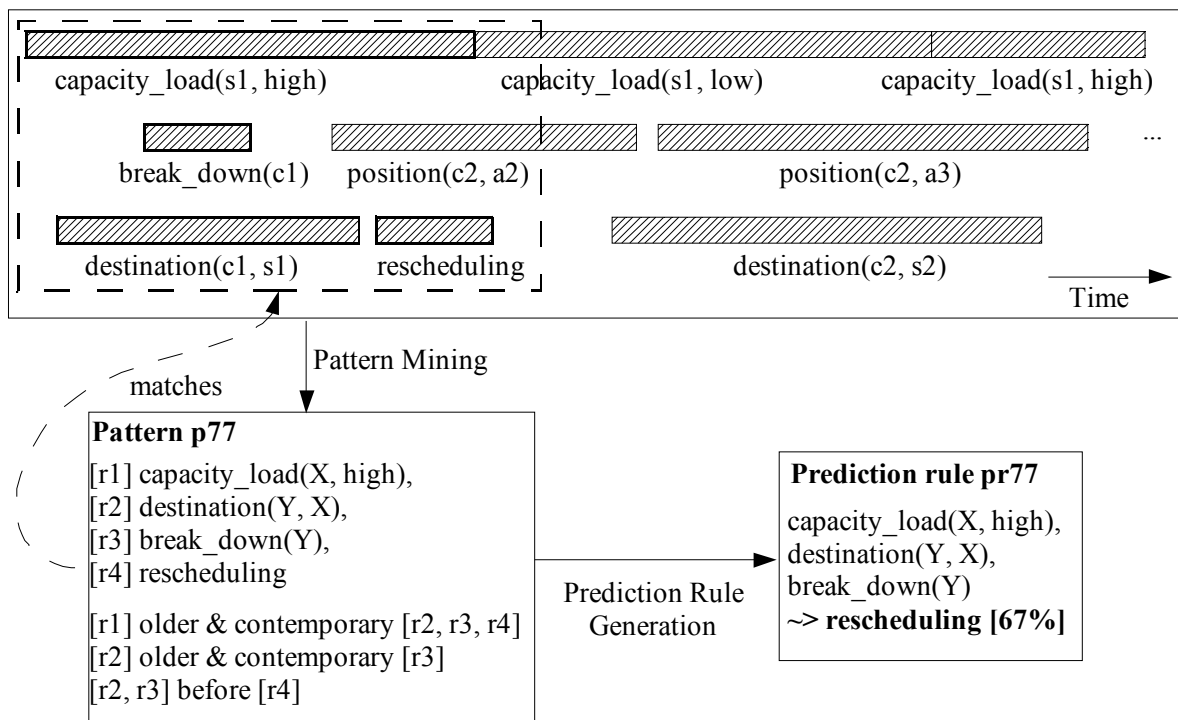 capacity_load(s1, high) capacity_load(s1, low) capacity_load(s1, high)
break_down(c1) position(c2, a2) position(c2, a3) ...
destination(c1, s1) rescheduling destination(c2, s2)
Time
Pattern Mining
matches
Pattern p77
[r1] capacity_load(X, high),
[r2] destination(Y, X),
[r3] break_down(Y),
[r4] rescheduling
[r1] older & contemporary [r2, r3, r4]
[r2] older & contemporary [r3]
[r2, r3] before [r4]
Prediction Rule
Generation
Prediction rule pr77
capacity_load(X, high),
destination(Y, X),
break_down(Y)
~> rescheduling [67%]